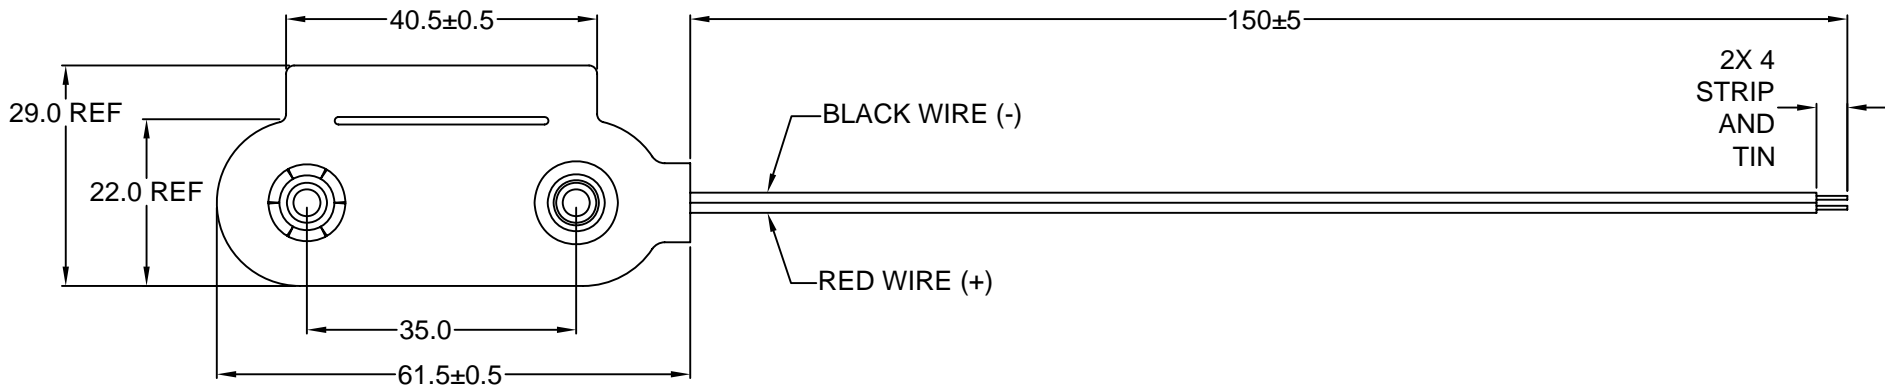 40.5±0.5
150±5
2X 4
STRIP
AND
TIN
29.0 REF
BLACK WIRE (-)
22.0 REF
RED WIRE (+)
35.0
61.5±0.5